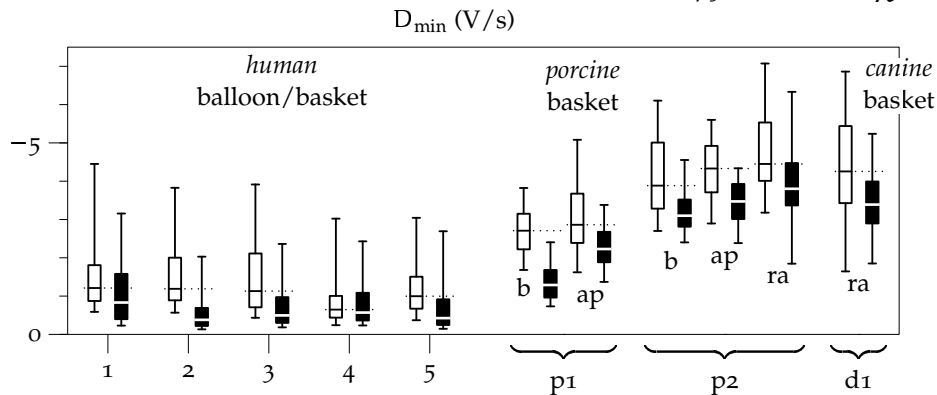 D_min (V/s)
human porcine canine
balloon/basket basket basket
−5
b ap b ap ra ra
0
1 2 3 4 5
p1 p2 d1